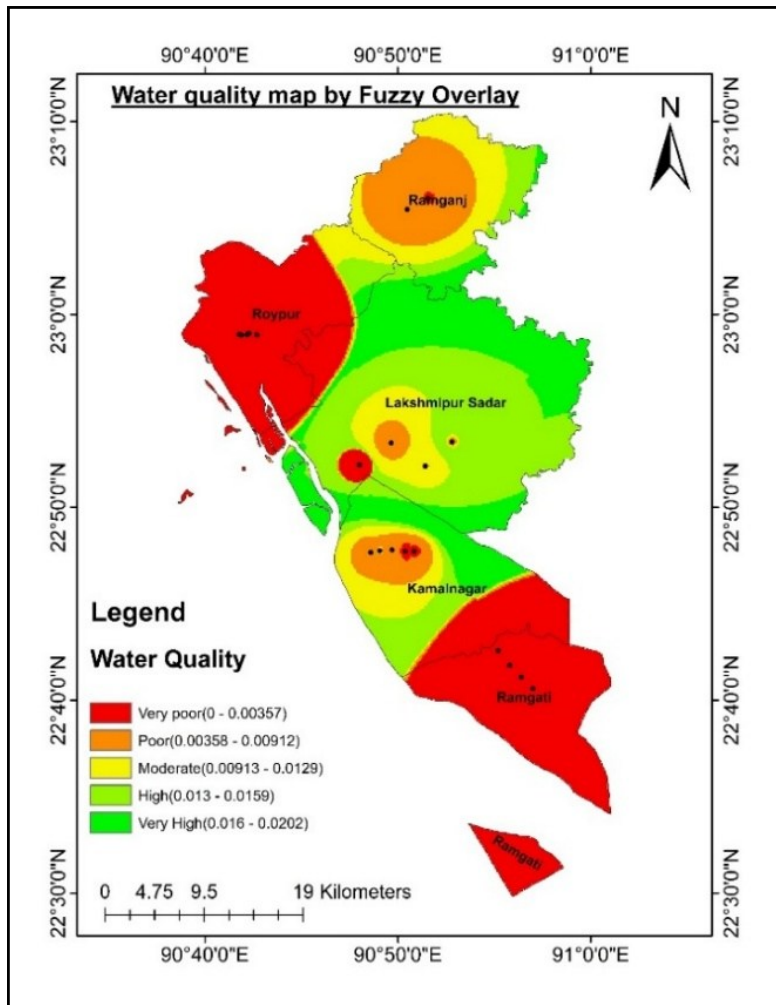 90°40'0"E 90°50'0"E 91°0'0"E
Water quality map by Fuzzy Overlay
N
23°10'0"N 23°10'0"N
Ramganj
23°0'0"N 23°0'0"N
Roypur
Lakshmipur Sadar
22°50'0"N 22°50'0"N
Kamalnagar
Legend
Water Quality
22°40'0"N 22°40'0"N
Ramgati
Very poor(0 - 0.00357)
Poor(0.00358 - 0.00912)
Moderate(0.00913 - 0.0129)
High(0.013 - 0.0159)
Very High(0.016 - 0.0202)
Ramgati
22°30'0"N 22°30'0"N
0 4.75 9.5 19 Kilometers
90°40'0"E 90°50'0"E 91°0'0"E